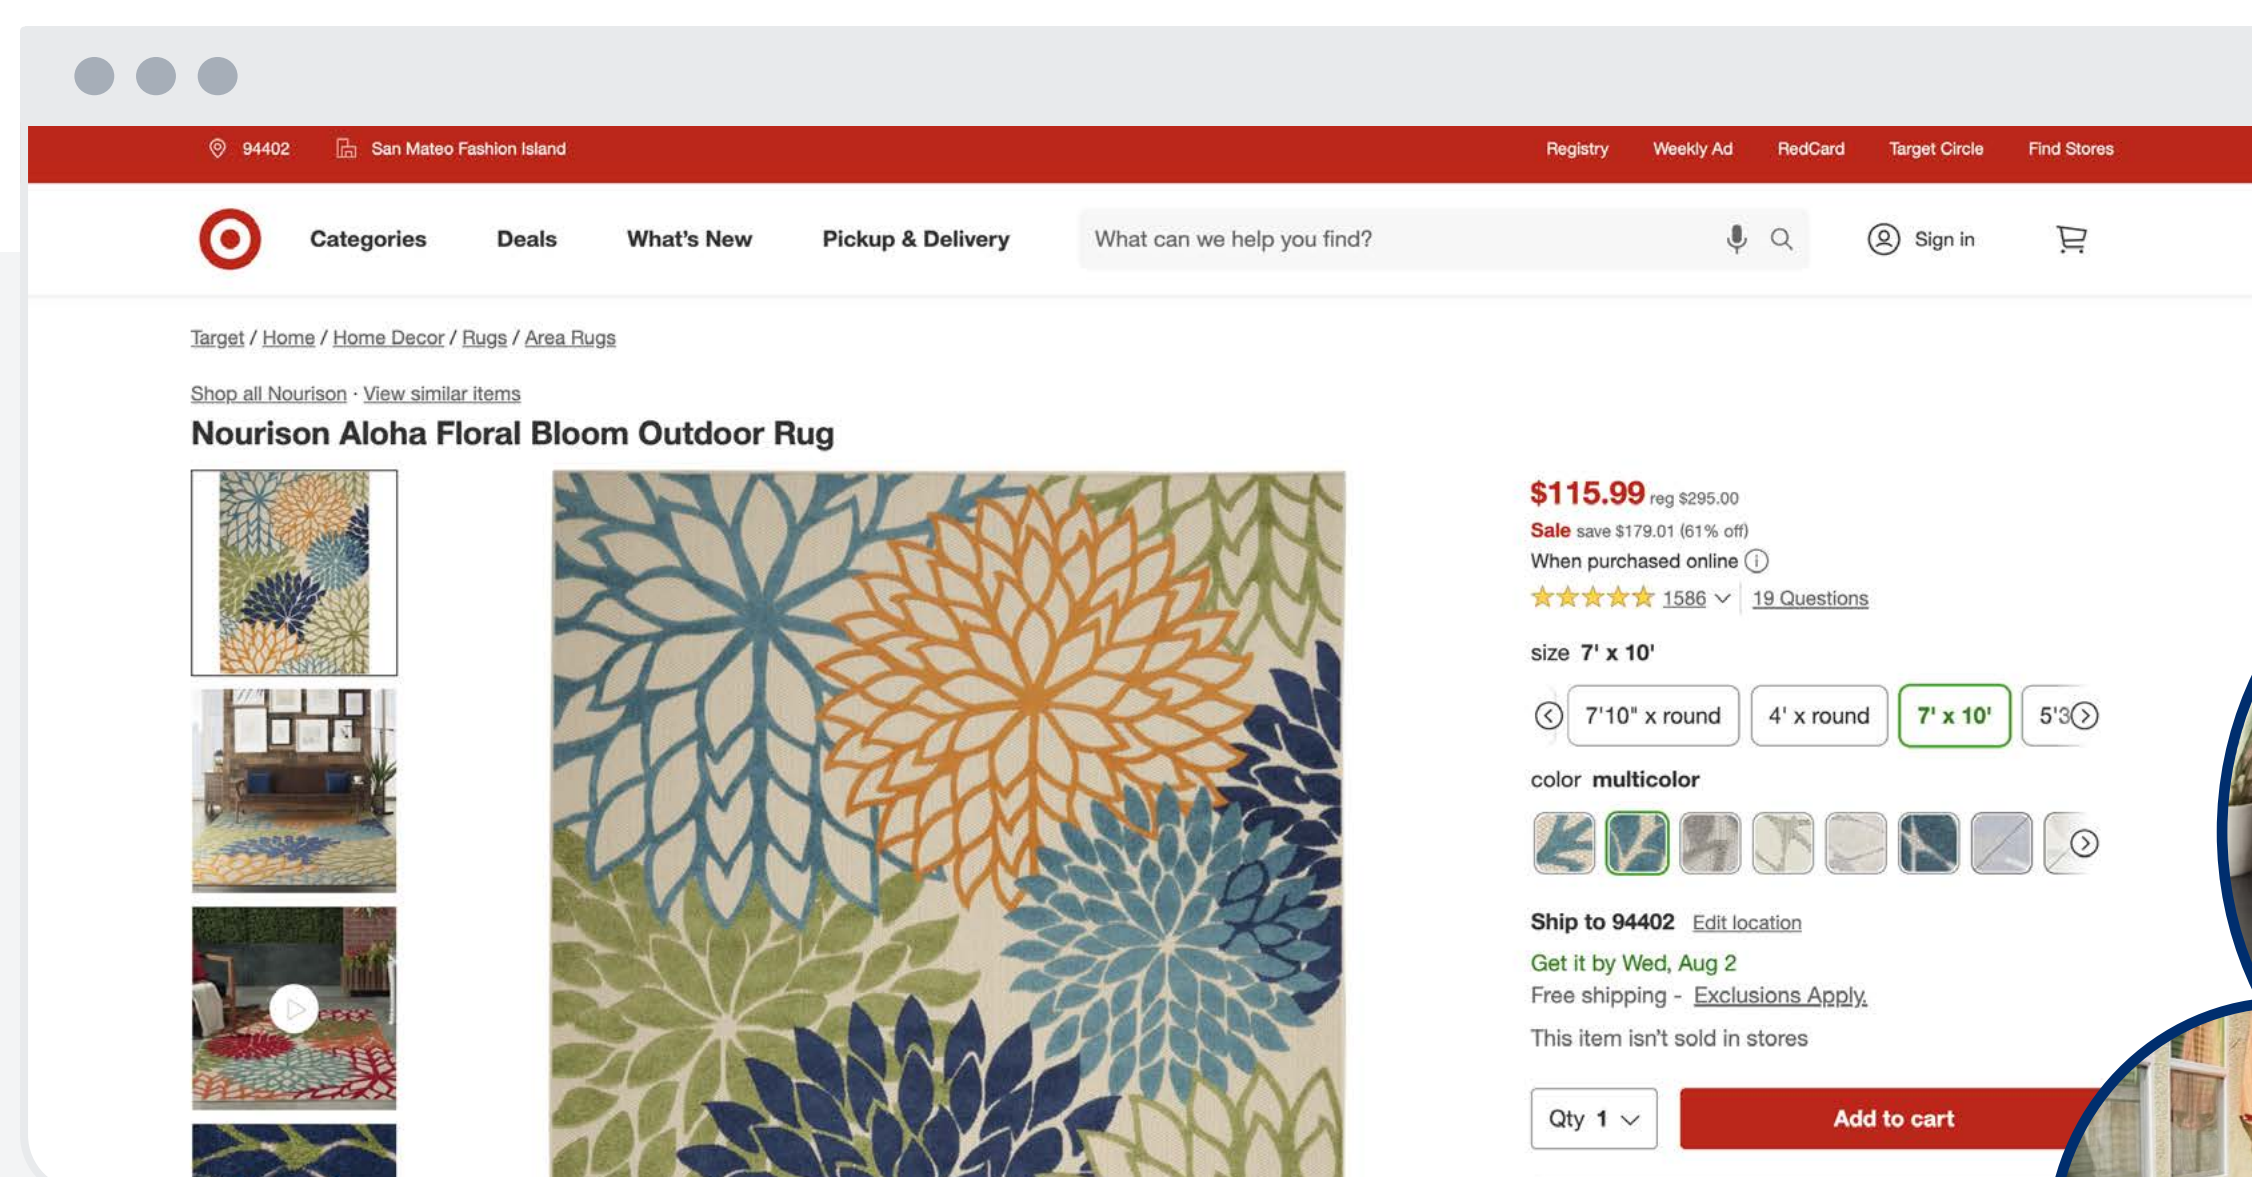 94402 San Mateo Fashion Island Registry Weekly Ad RedCard Target Circle Find Stores
Categories Deals What's New Pickup & Delivery What can we help you find? Sign in
Target / Home / Home Decor / Rugs / Area Rugs
Shop all Nourison · View similar items
Nourison Aloha Floral Bloom Outdoor Rug
$115.99 reg $295.00
Sale save $179.01 (61% off)
When purchased online
1586 19 Questions
size 7' x 10'
7'10" x round 4' x round 7' x 10' 5'3
color multicolor
Ship to 94402 Edit location
Get it by Wed, Aug 2
Free shipping - Exclusions Apply.
This item isn't sold in stores
Qty 1 Add to cart